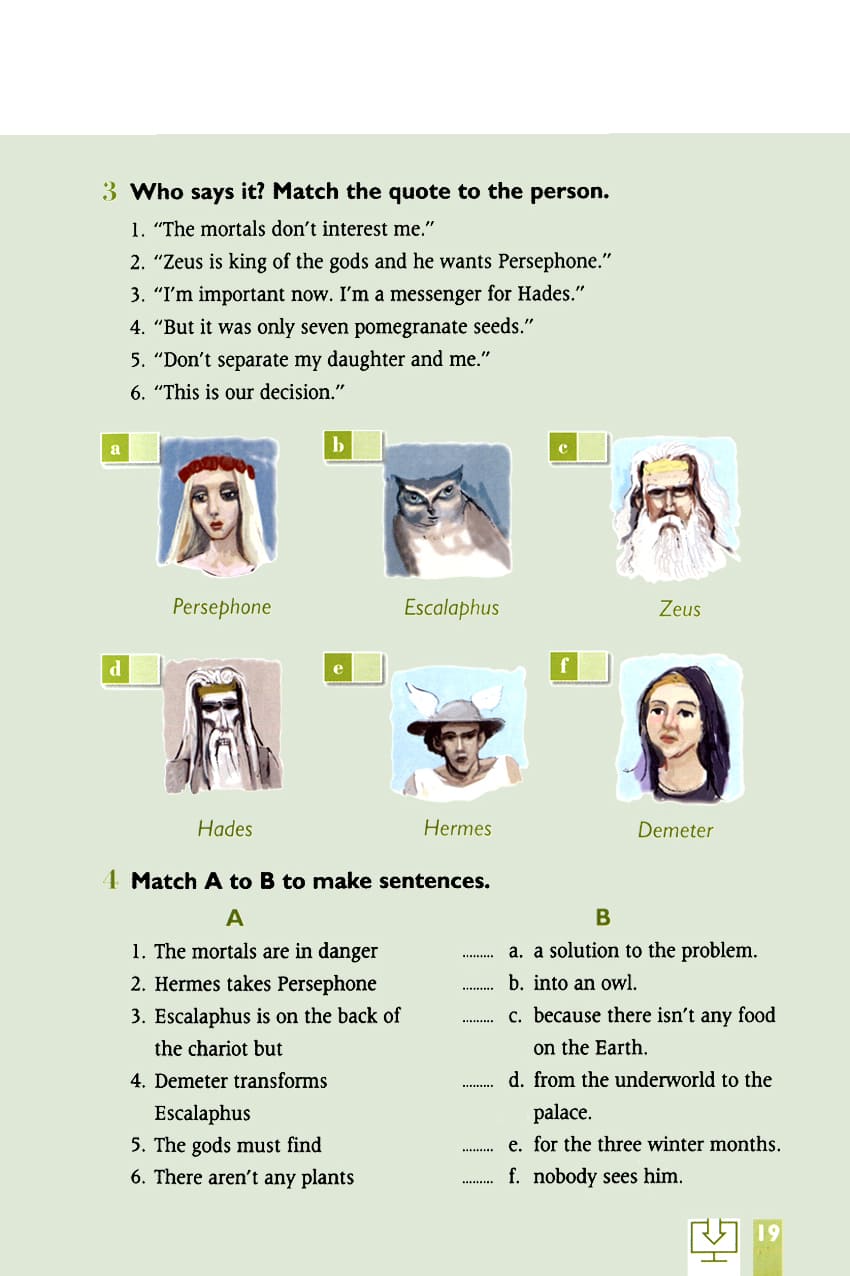 3 Who says it? Match the quote to the person.
1. “The mortals don’t interest me.”
2. “Zeus is king of the gods and he wants Persephone.”
3. “I’m important now. I’m a messenger for Hades.”
4. “But it was only seven pomegranate seeds.”
5. “Don’t separate my daughter and me.”
6. “This is our decision.”
a b c
Persephone Escalaphus Zeus
d e f
Hades Hermes Demeter
4 Match A to B to make sentences.
A B
1. The mortals are in danger ......... a. a solution to the problem.
2. Hermes takes Persephone ......... b. into an owl.
3. Escalaphus is on the back of ......... c. because there isn’t any food
the chariot but on the Earth.
4. Demeter transforms ......... d. from the underworld to the
Escalaphus palace.
5. The gods must find ......... e. for the three winter months.
6. There aren’t any plants ......... f. nobody sees him.
19